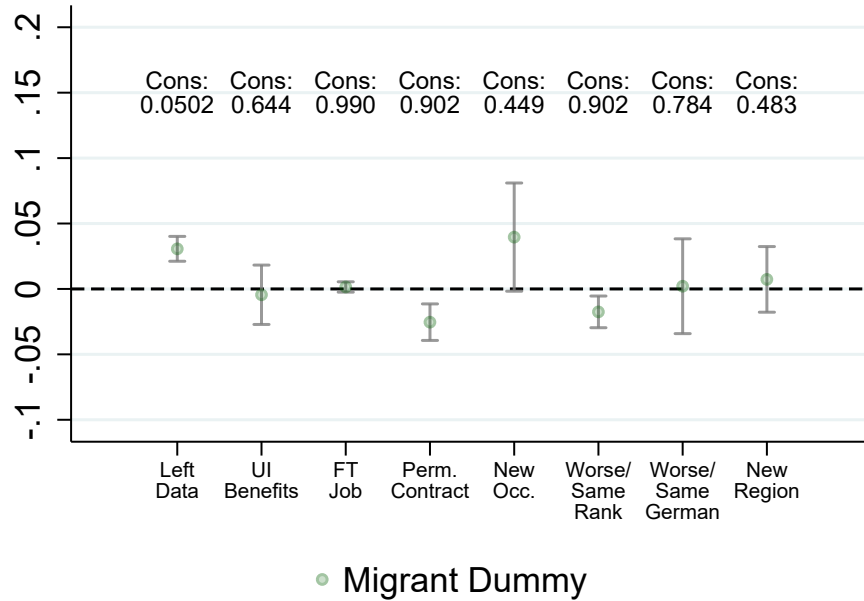 .2
.15
.1
.05
0
-.05
-.1
Cons: Cons: Cons: Cons: Cons: Cons: Cons: Cons:
0.0502 0.644 0.990 0.902 0.449 0.902 0.784 0.483
Left UI FT Perm. New Worse/ Worse/ New
Data Benefits Job Contract Occ. Same Same Region
Rank German
Migrant Dummy